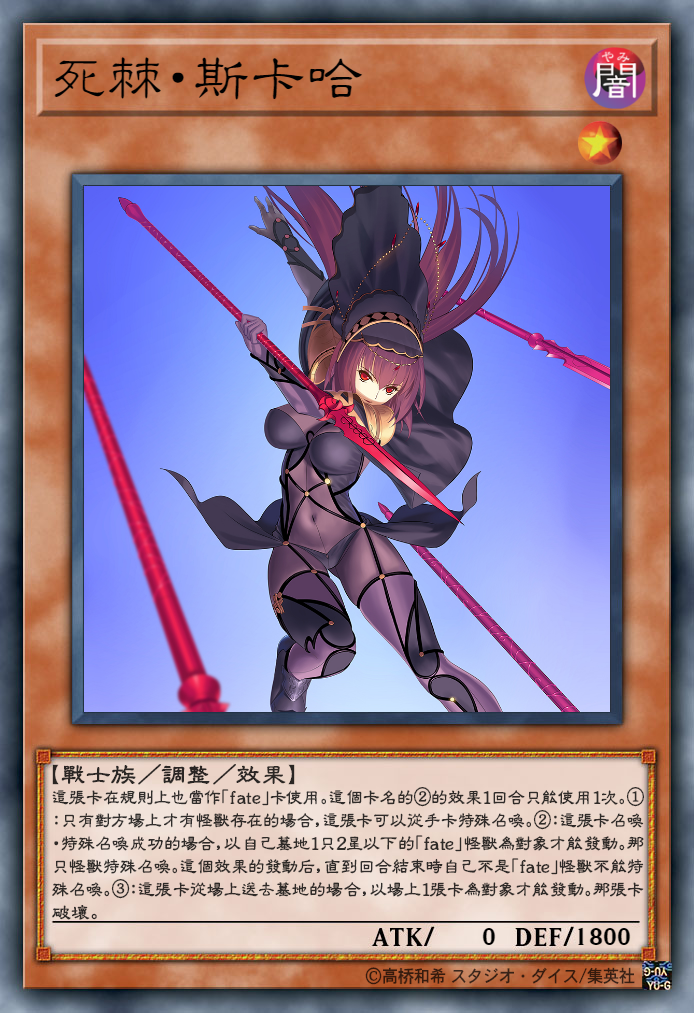 死棘・斯卡哈
やみ
闇
【戰士族／調整／效果】
這張卡在規則上也當作「fate」卡使用。這個卡名的②的效果1回合只能使用1次。①
：只有對方場上才有怪獸存在的場合，這張卡可以從手卡特殊召喚。②：這張卡召喚
・特殊召喚成功的場合，以自己墓地1只2星以下的「fate」怪獸為對象才能發動。那
只怪獸特殊召喚。這個效果的發動后，直到回合結束時自己不是「fate」怪獸不能特
殊召喚。③：這張卡從場上送去墓地的場合，以場上1張卡為對象才能發動。那張卡
破壞。
ATK/ 0 DEF/1800
©高桥和希 スタジオ・ダイス/集英社
YU-G
YU-G